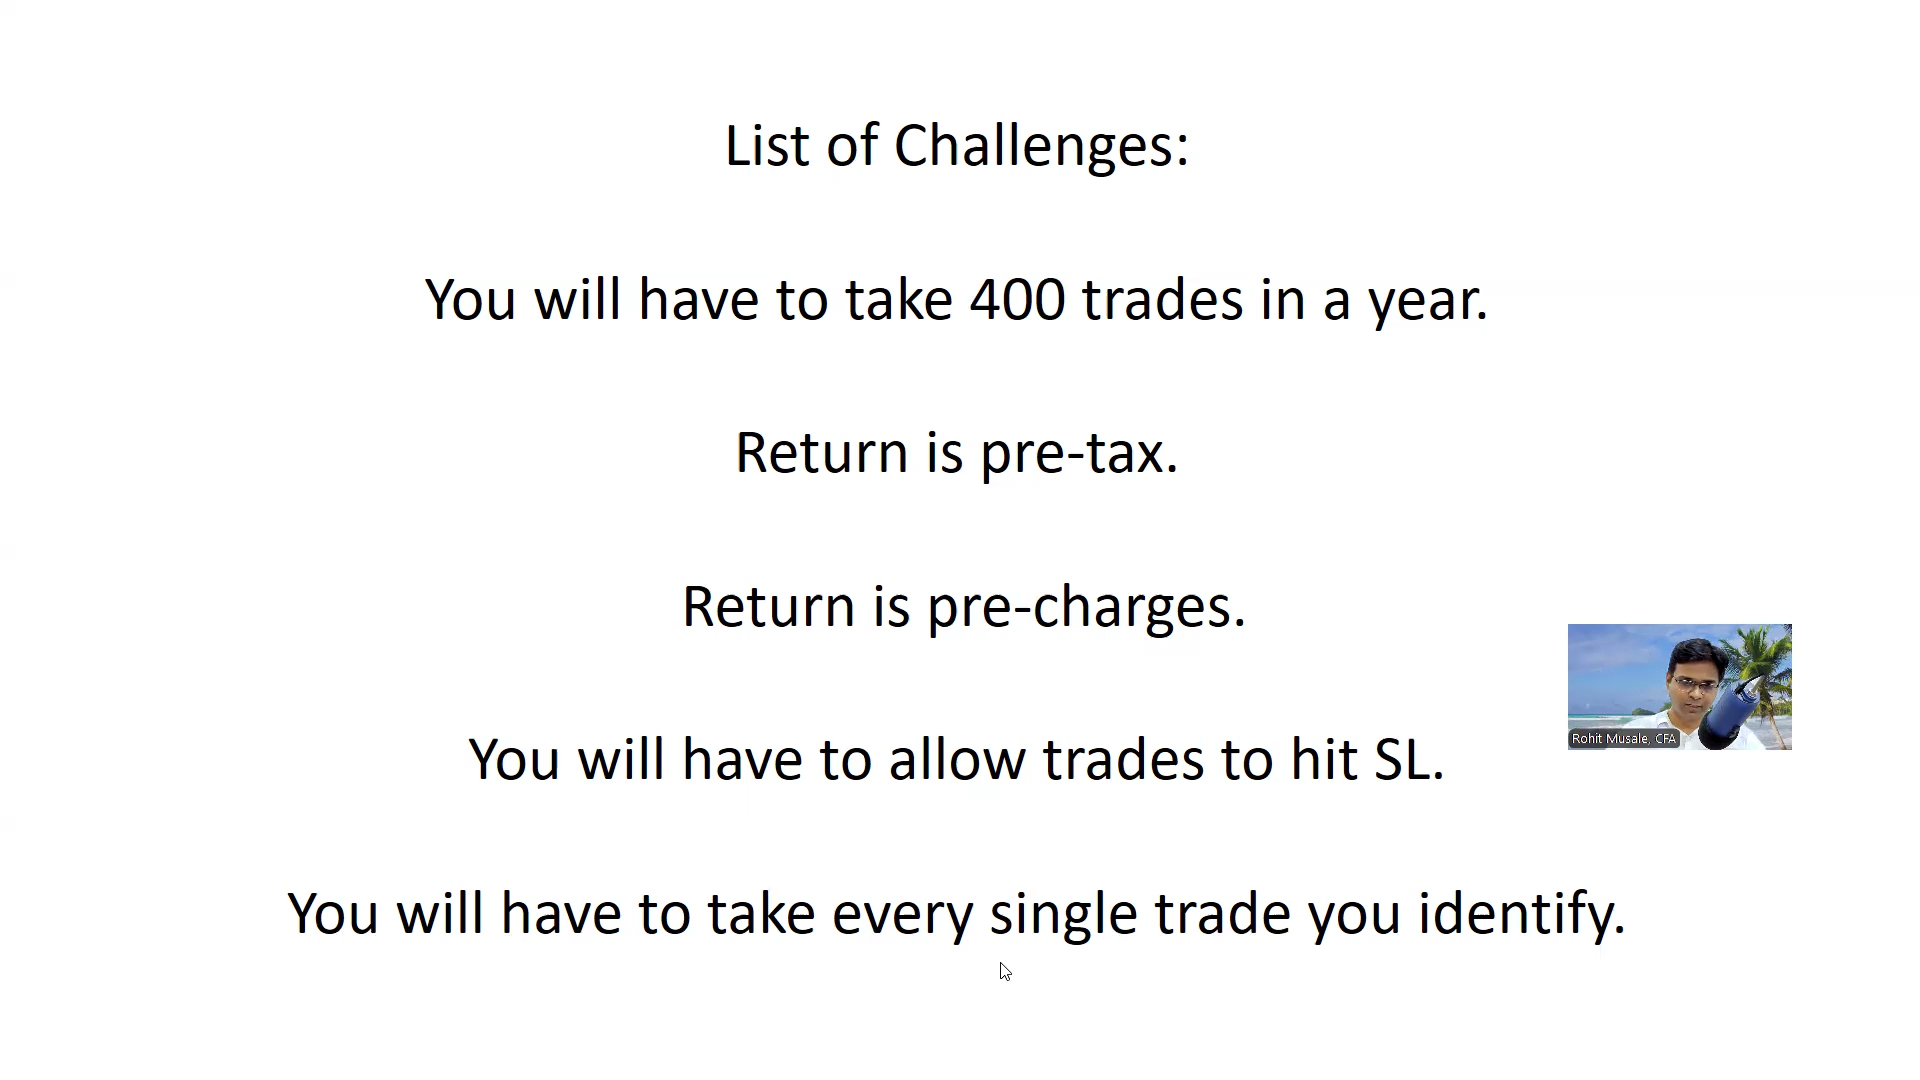 List of Challenges:
You will have to take 400 trades in a year.
Return is pre-tax.
Return is pre-charges.
You will have to allow trades to hit SL.
You will have to take every single trade you identify.
Rohit Musale, CFA